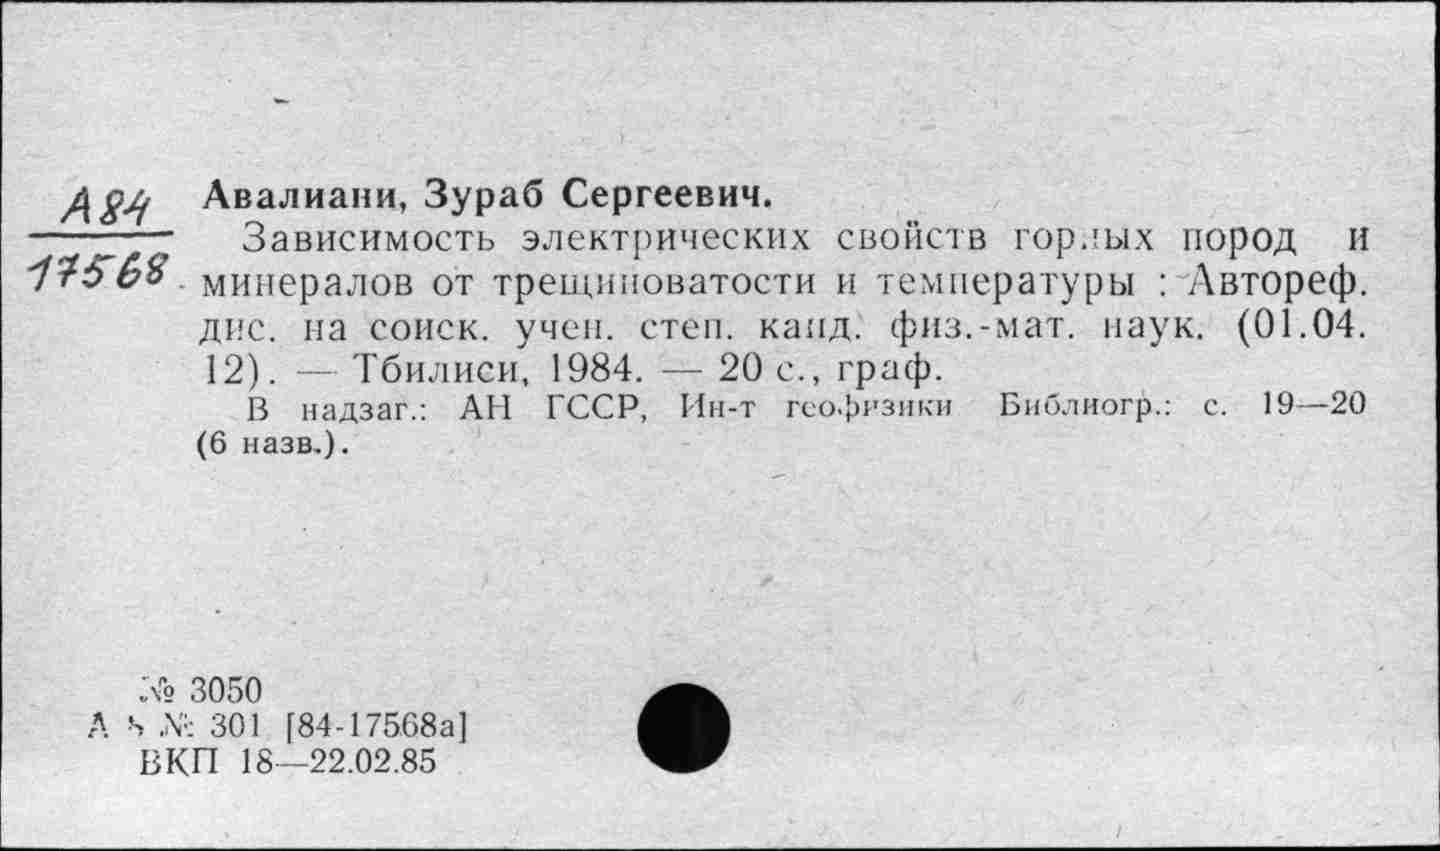 А84
17568
Авалиани, Зураб Сергеевич.
Зависимость электрических свойств горных пород и
минералов от трещиноватости и температуры : Автореф.
дис. на соиск. учен. степ. канд. физ.-мат. наук. (01.04.
12). — Тбилиси, 1984. — 20 с., граф.
В надзаг.: АН ГССР, Ин-т геофизики Библиогр.: с. 19—20
(6 назв.).
№ 3050
А № 301 [84-17568а]
ВКП 18—22.02.85